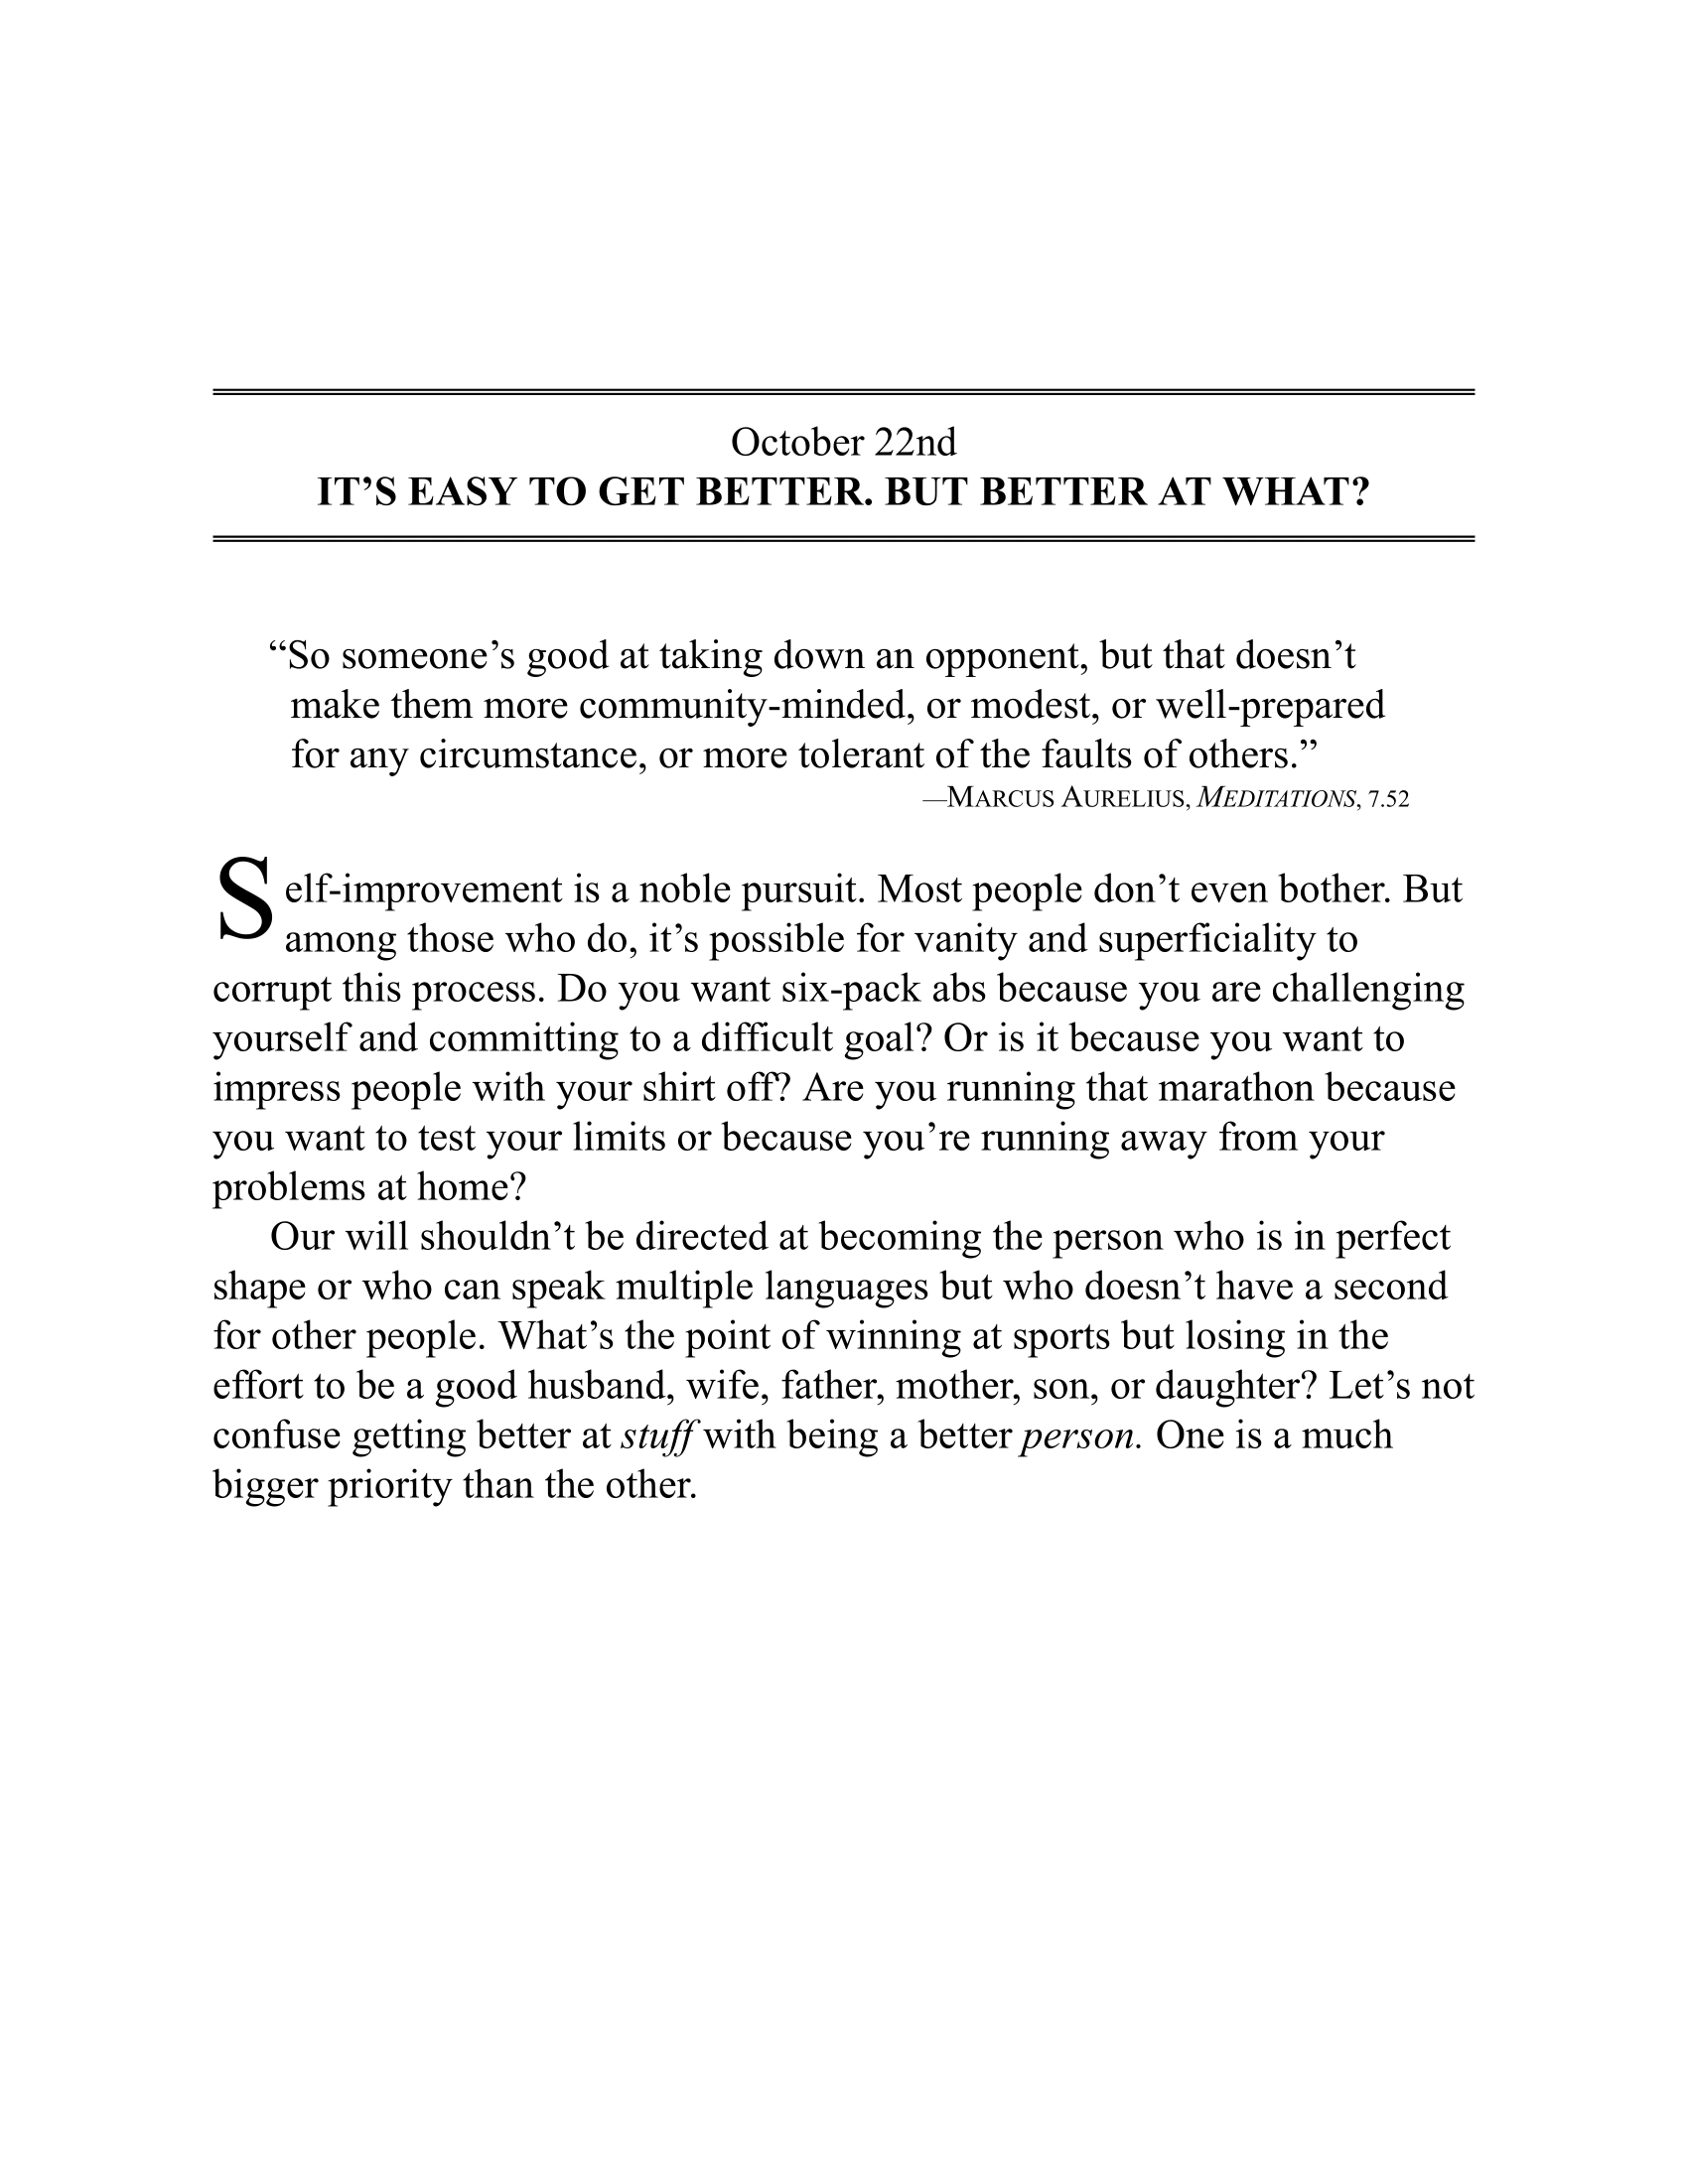 October 22nd
IT’S EASY TO GET BETTER. BUT BETTER AT WHAT?
“So someone’s good at taking down an opponent, but that doesn’t
make them more community-minded, or modest, or well-prepared
for any circumstance, or more tolerant of the faults of others.”
—MARCUS AURELIUS, MEDITATIONS, 7.52
Self-improvement is a noble pursuit. Most people don’t even bother. But
among those who do, it’s possible for vanity and superficiality to
corrupt this process. Do you want six-pack abs because you are challenging
yourself and committing to a difficult goal? Or is it because you want to
impress people with your shirt off? Are you running that marathon because
you want to test your limits or because you’re running away from your
problems at home?
Our will shouldn’t be directed at becoming the person who is in perfect
shape or who can speak multiple languages but who doesn’t have a second
for other people. What’s the point of winning at sports but losing in the
effort to be a good husband, wife, father, mother, son, or daughter? Let’s not
confuse getting better at stuff with being a better person. One is a much
bigger priority than the other.